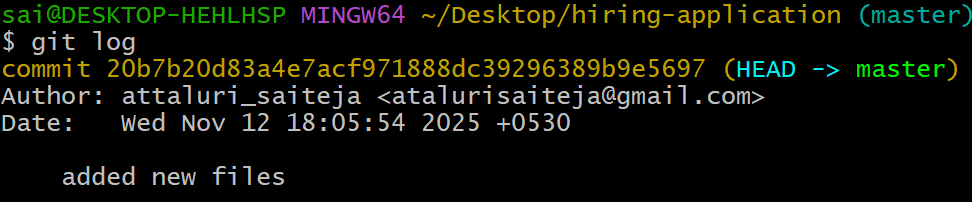 sai@DESKTOP-HEHLHSP MINGW64 ~/Desktop/hiring-application (master)
$ git log
commit 20b7b20d83a4e7acf971888dc39296389b9e5697 (HEAD -> master)
Author: attaluri_saiteja <atalurisaiteja@gmail.com>
Date:   Wed Nov 12 18:05:54 2025 +0530
    added new files